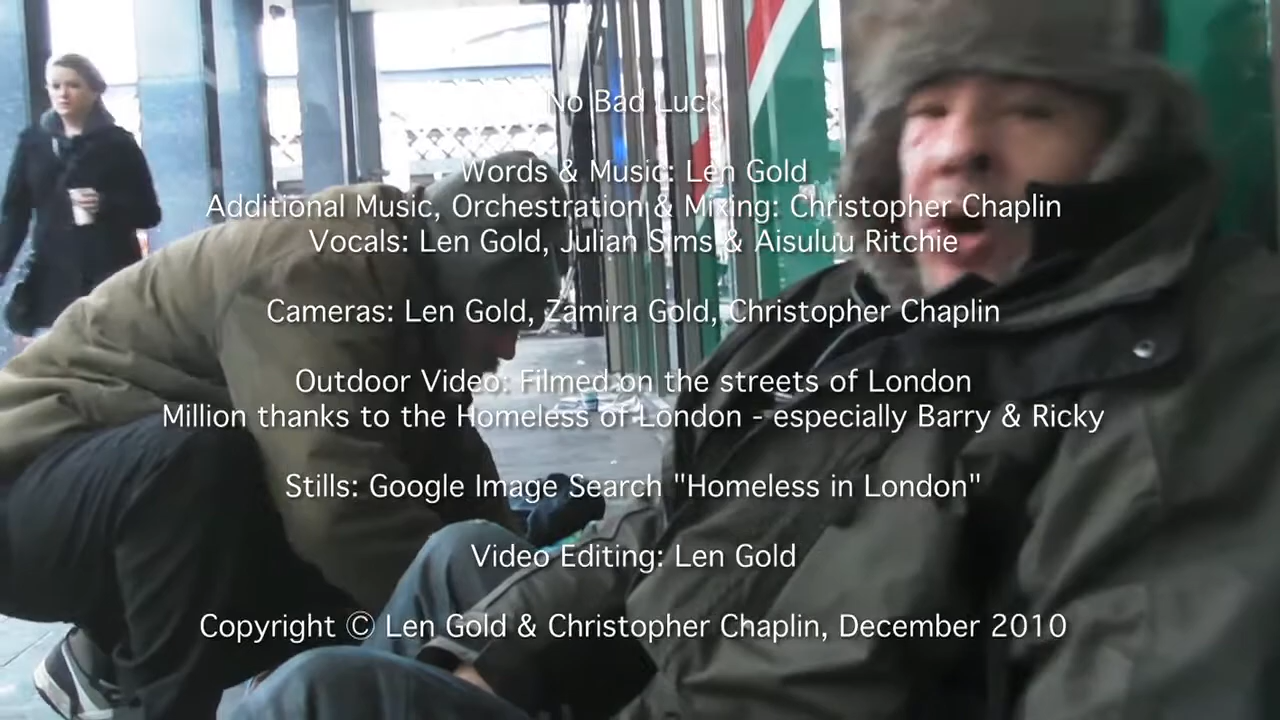 No Bad Luck
Words & Music: Len Gold
Additional Music, Orchestration & Mixing: Christopher Chaplin
Vocals: Len Gold, Julian Sims & Aisuluu Ritchie
Cameras: Len Gold, Zamira Gold, Christopher Chaplin
Outdoor Video: Filmed on the streets of London
Million thanks to the Homeless of London - especially Barry & Ricky
Stills: Google Image Search "Homeless in London"
Video Editing: Len Gold
Copyright © Len Gold & Christopher Chaplin, December 2010